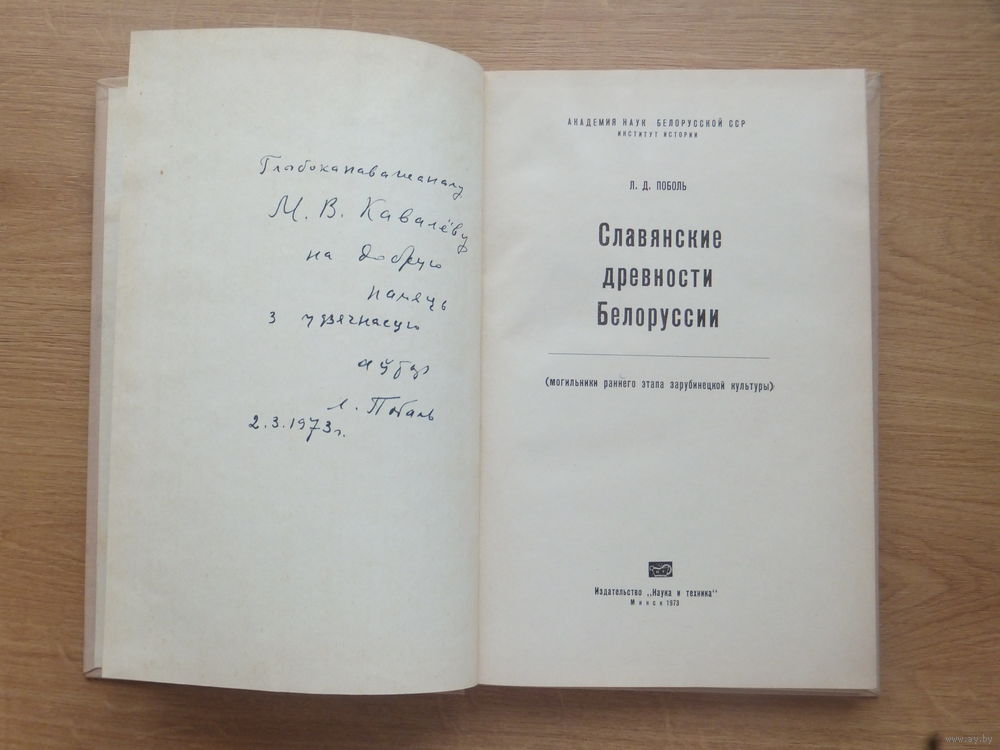 Глыбокапаважанаму
М. В. Кавалёву
на добрую
памяць
з удзячнасцю
аўтар
Л. Побаль
2.3.1973г.
АКАДЕМИЯ НАУК БЕЛОРУССКОЙ ССР
ИНСТИТУТ ИСТОРИИ
Л. Д. ПОБОЛЬ
Славянские
древности
Белоруссии
(могильники раннего этапа зарубинецкой культуры)
Издательство „Наука и техника"
Минск 1973
www.ay.by